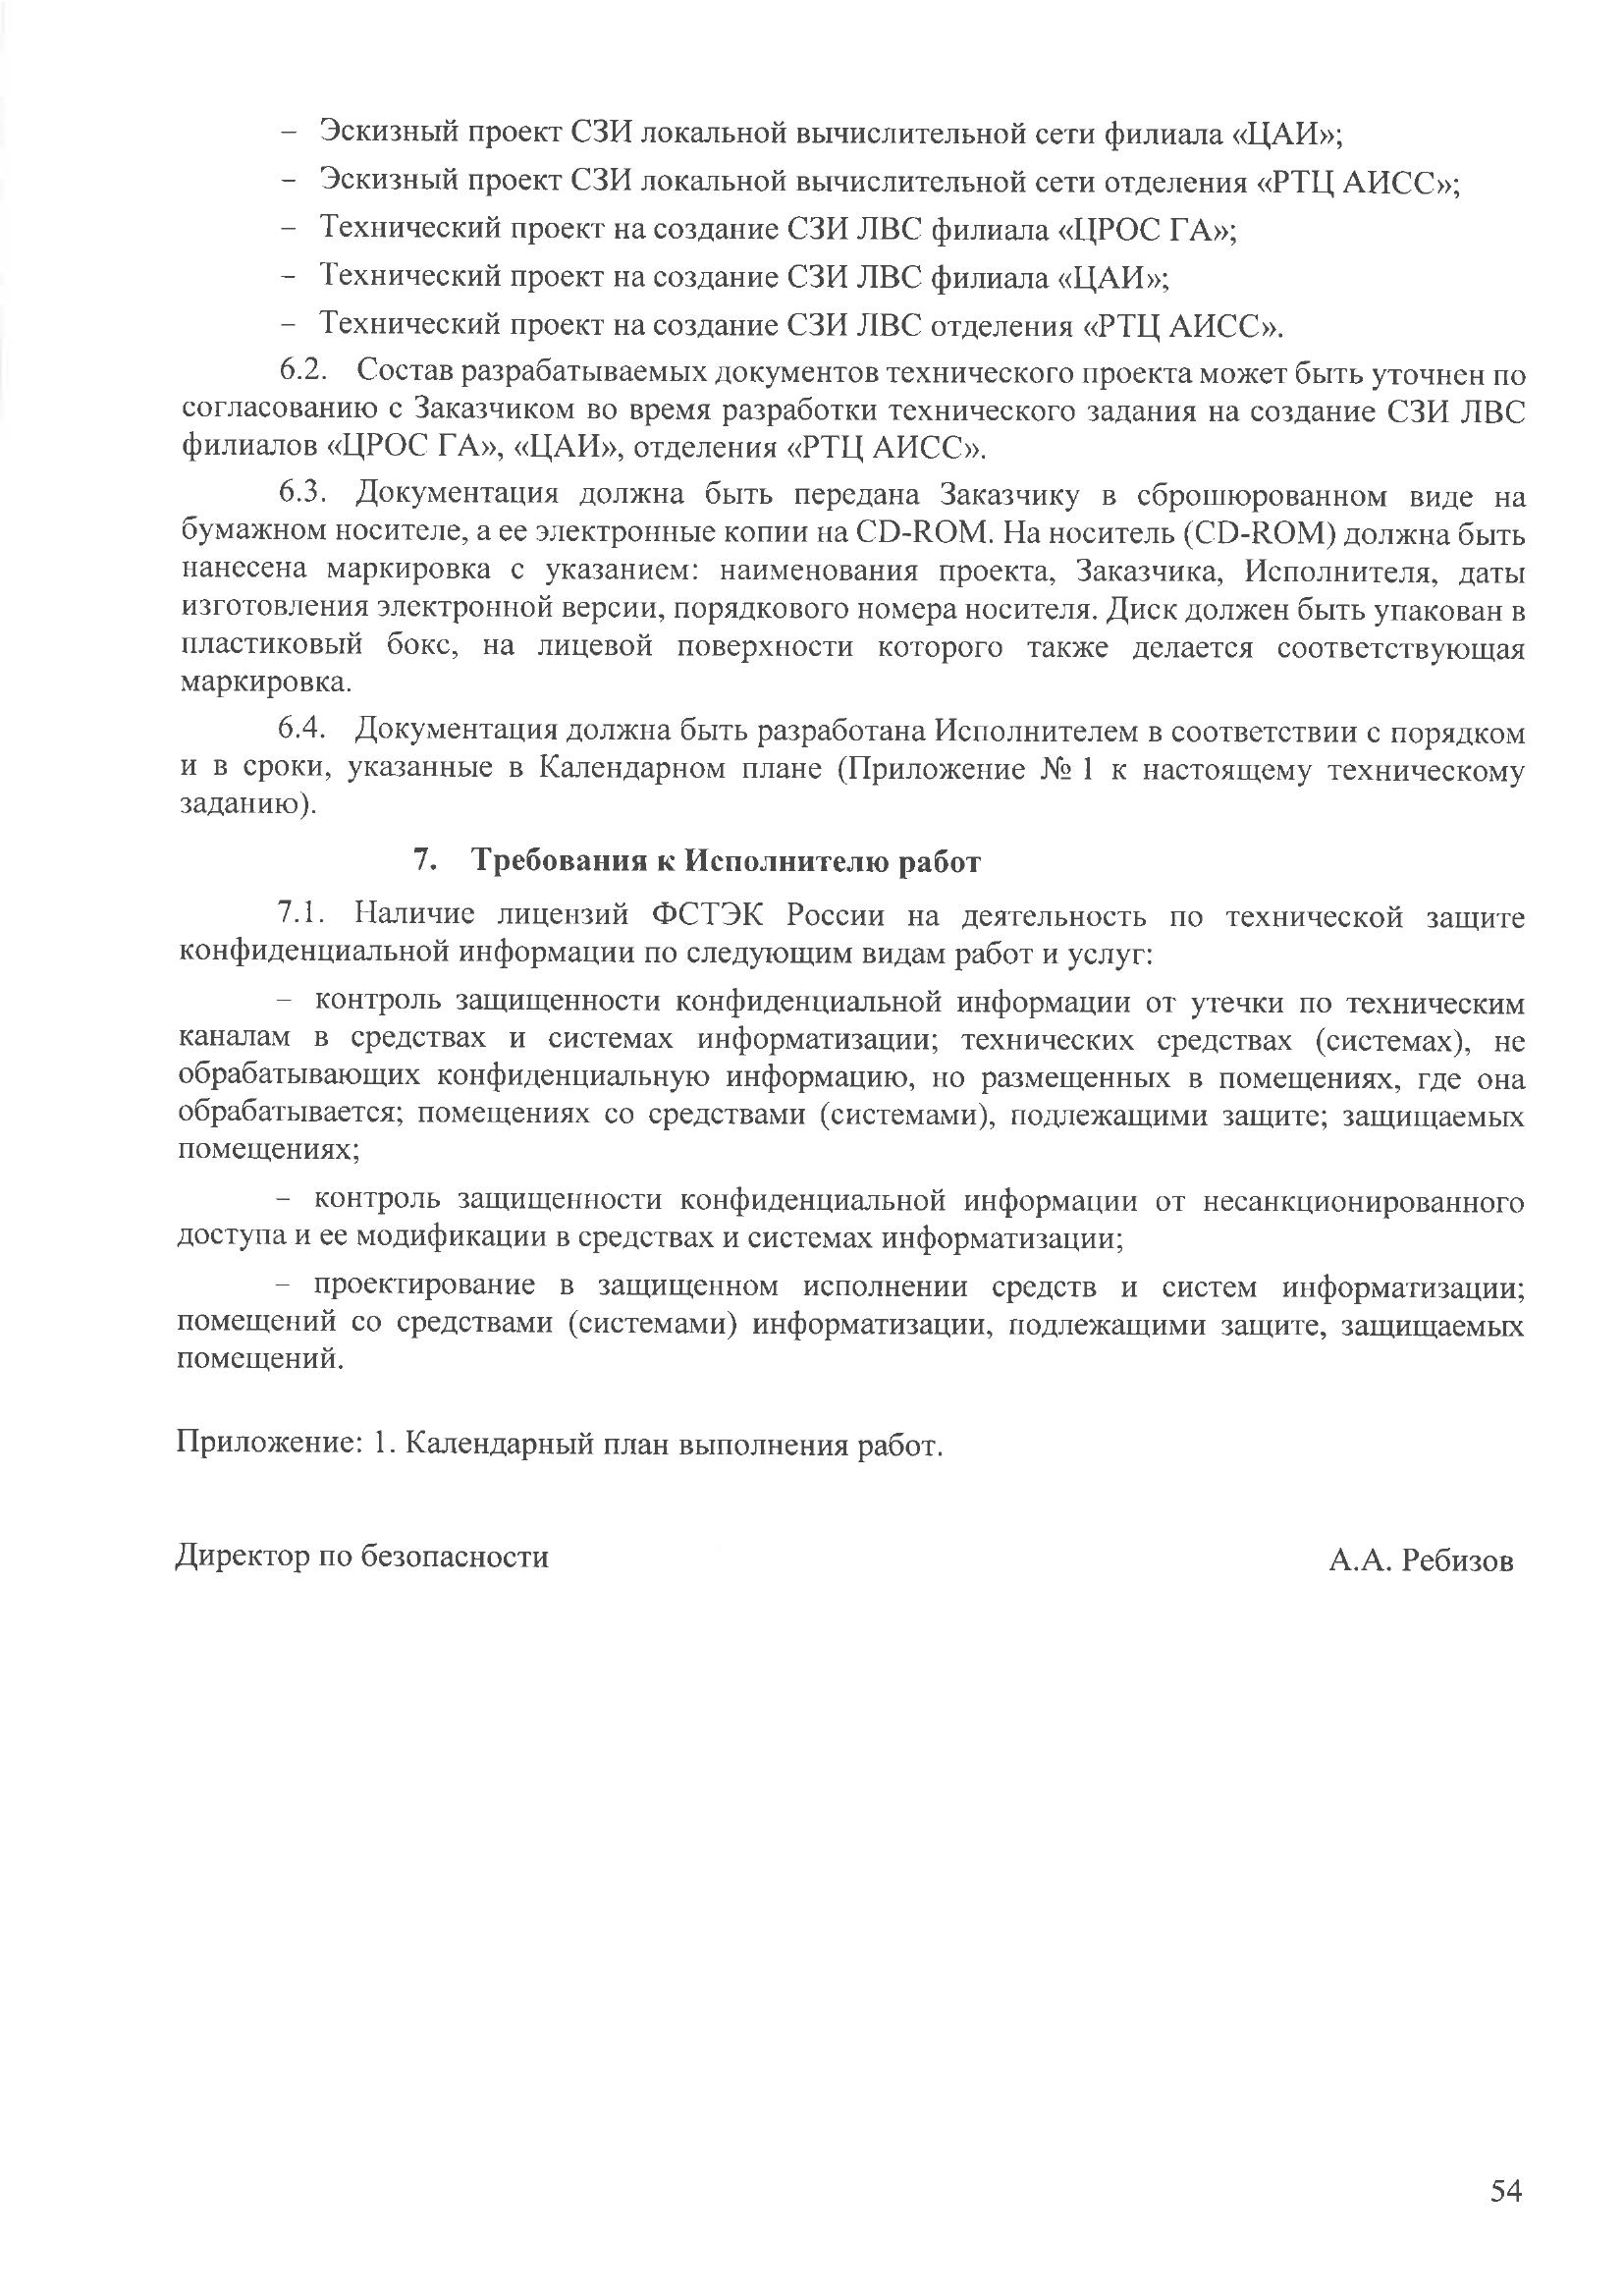 – Эскизный проект СЗИ локальной вычислительной сети филиала «ЦАИ»;
– Эскизный проект СЗИ локальной вычислительной сети отделения «РТЦ АИСС»;
– Технический проект на создание СЗИ ЛВС филиала «ЦРОС ГА»;
– Технический проект на создание СЗИ ЛВС филиала «ЦАИ»;
– Технический проект на создание СЗИ ЛВС отделения «РТЦ АИСС».
6.2. Состав разрабатываемых документов технического проекта может быть уточнен по
согласованию с Заказчиком во время разработки технического задания на создание СЗИ ЛВС
филиалов «ЦРОС ГА», «ЦАИ», отделения «РТЦ АИСС».
6.3. Документация должна быть передана Заказчику в сброшюрованном виде на
бумажном носителе, а ее электронные копии на CD-ROM. На носитель (CD-ROM) должна быть
нанесена маркировка с указанием: наименования проекта, Заказчика, Исполнителя, даты
изготовления электронной версии, порядкового номера носителя. Диск должен быть упакован в
пластиковый бокс, на лицевой поверхности которого также делается соответствующая
маркировка.
6.4. Документация должна быть разработана Исполнителем в соответствии с порядком
и в сроки, указанные в Календарном плане (Приложение № 1 к настоящему техническому
заданию).
7. Требования к Исполнителю работ
7.1. Наличие лицензий ФСТЭК России на деятельность по технической защите
конфиденциальной информации по следующим видам работ и услуг:
– контроль защищенности конфиденциальной информации от утечки по техническим
каналам в средствах и системах информатизации; технических средствах (системах), не
обрабатывающих конфиденциальную информацию, но размещенных в помещениях, где она
обрабатывается; помещениях со средствами (системами), подлежащими защите; защищаемых
помещениях;
– контроль защищенности конфиденциальной информации от несанкционированного
доступа и ее модификации в средствах и системах информатизации;
– проектирование в защищенном исполнении средств и систем информатизации;
помещений со средствами (системами) информатизации, подлежащими защите, защищаемых
помещений.
Приложение: 1. Календарный план выполнения работ.
Директор по безопасности А.А. Ребизов
54